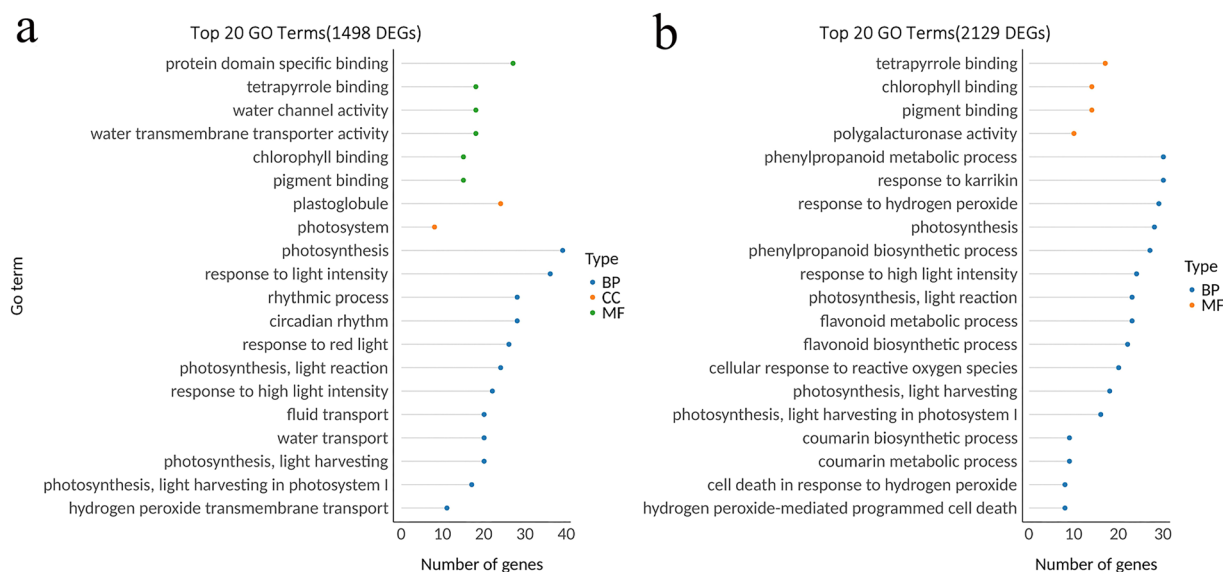 a
Top 20 GO Terms(1498 DEGs)
Go term
protein domain specific binding
tetrapyrrole binding
water channel activity
water transmembrane transporter activity
chlorophyll binding
pigment binding
plastoglobule
photosystem
photosynthesis
response to light intensity
rhythmic process
circadian rhythm
response to red light
photosynthesis, light reaction
response to high light intensity
fluid transport
water transport
photosynthesis, light harvesting
photosynthesis, light harvesting in photosystem I
hydrogen peroxide transmembrane transport
0 10 20 30 40
Number of genes
Type
BP
CC
MF
b
Top 20 GO Terms(2129 DEGs)
tetrapyrrole binding
chlorophyll binding
pigment binding
polygalacturonase activity
phenylpropanoid metabolic process
response to karrikin
response to hydrogen peroxide
photosynthesis
phenylpropanoid biosynthetic process
response to high light intensity
photosynthesis, light reaction
flavonoid metabolic process
flavonoid biosynthetic process
cellular response to reactive oxygen species
photosynthesis, light harvesting
photosynthesis, light harvesting in photosystem I
coumarin biosynthetic process
coumarin metabolic process
cell death in response to hydrogen peroxide
hydrogen peroxide-mediated programmed cell death
0 10 20 30
Number of genes
Type
BP
MF